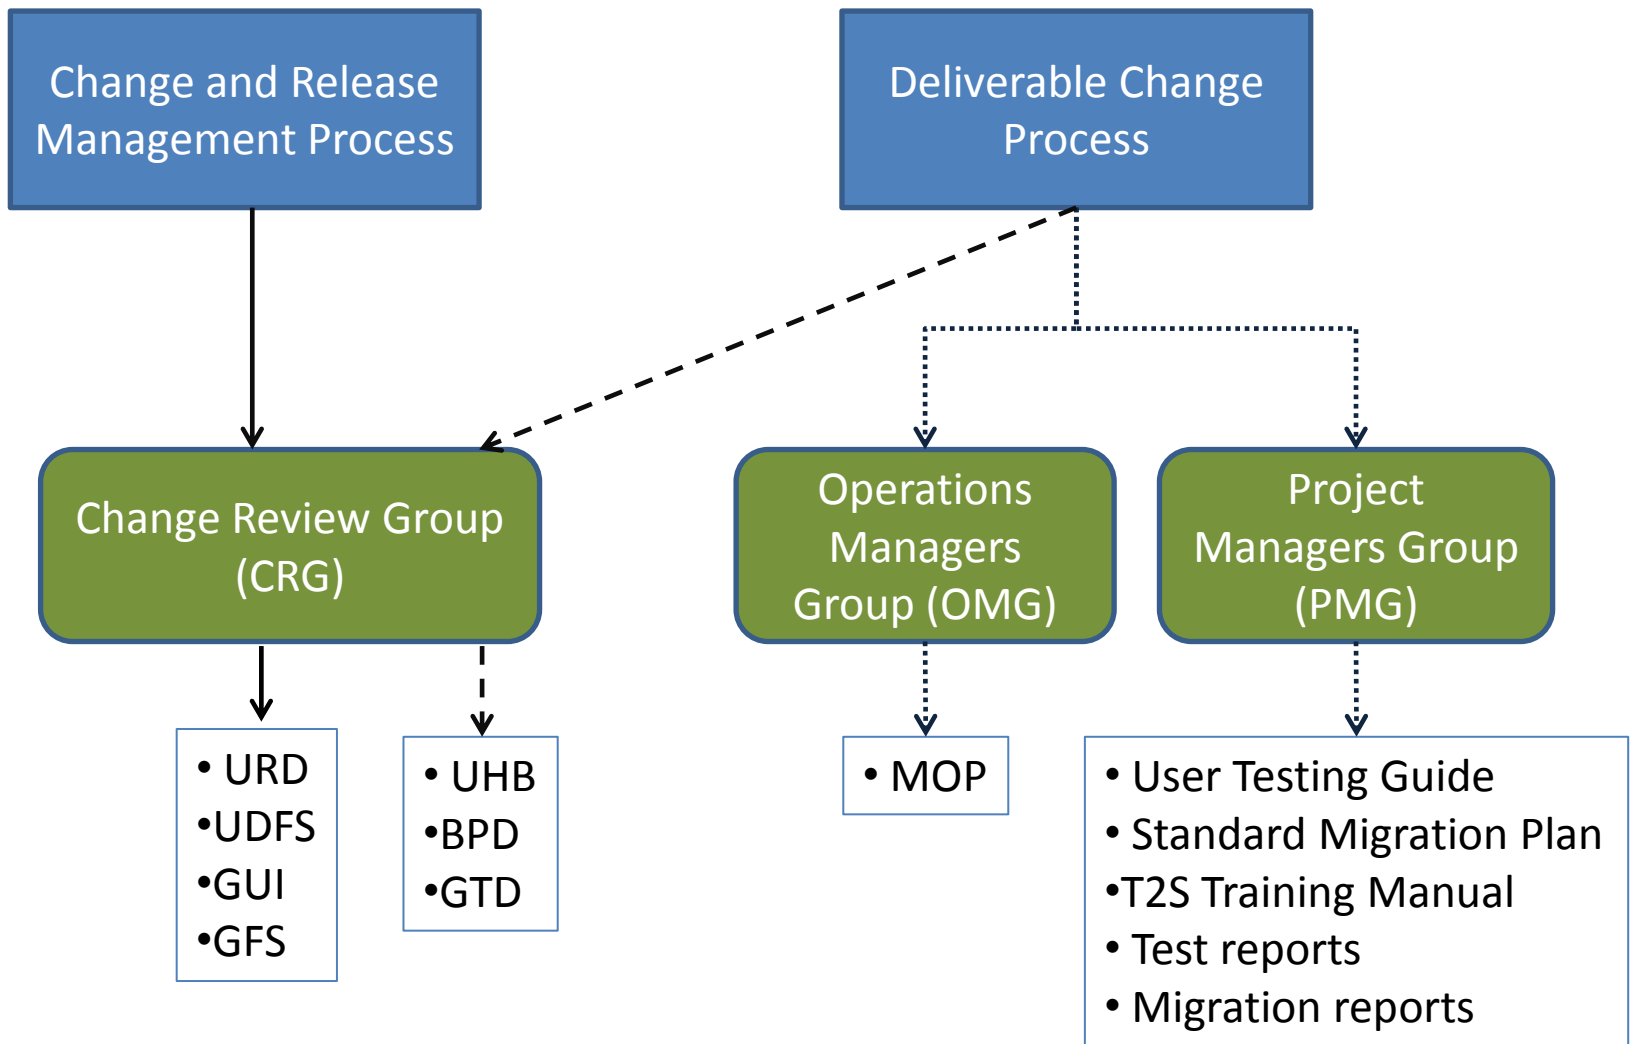 Change and Release
Management Process
Deliverable Change
Process
Change Review Group
(CRG)
Operations
Managers
Group (OMG)
Project
Managers Group
(PMG)
• URD
•UDFS
•GUI
•GFS
• UHB
•BPD
•GTD
• MOP
• User Testing Guide
• Standard Migration Plan
•T2S Training Manual
• Test reports
• Migration reports